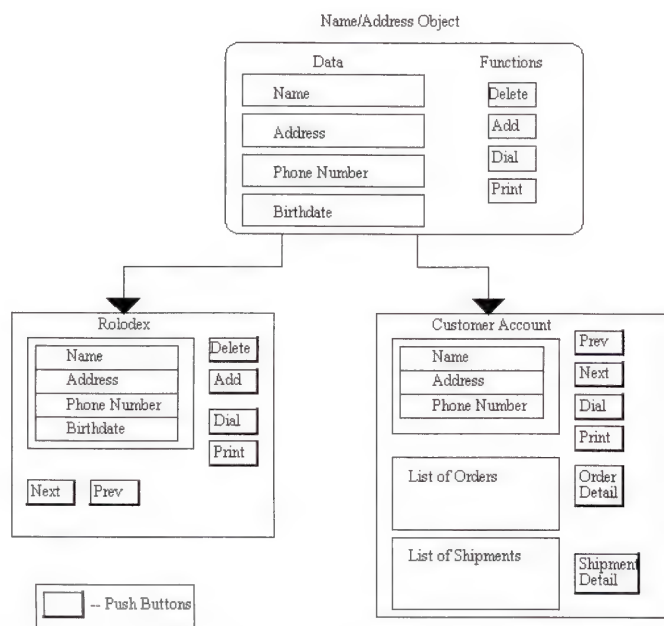 Name/Address Object
Data
Functions
Name
Address
Phone Number
Birthdate
Delete
Add
Dial
Print
Rolodex
Name
Address
Phone Number
Birthdate
Delete
Add
Dial
Print
Next
Prev
Customer Account
Name
Address
Phone Number
Prev
Next
Dial
Print
List of Orders
Order
Detail
List of Shipments
Shipment
Detail
-- Push Buttons